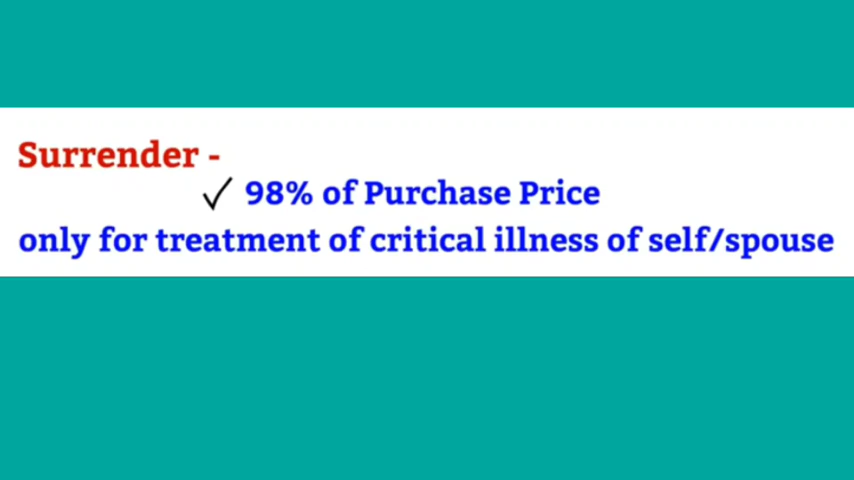 Surrender -
✓ 98% of Purchase Price
only for treatment of critical illness of self/spouse